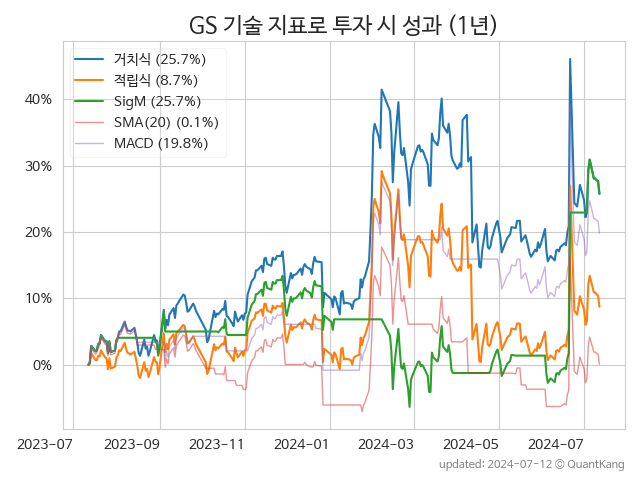 GS 기술 지표로 투자 시 성과 (1년)
거치식 (25.7%)
적립식 (8.7%)
SigM (25.7%)
SMA(20) (0.1%)
MACD (19.8%)
40%
30%
20%
10%
0%
2023-07 2023-09 2023-11 2024-01 2024-03 2024-05 2024-07
updated: 2024-07-12 © QuantKang